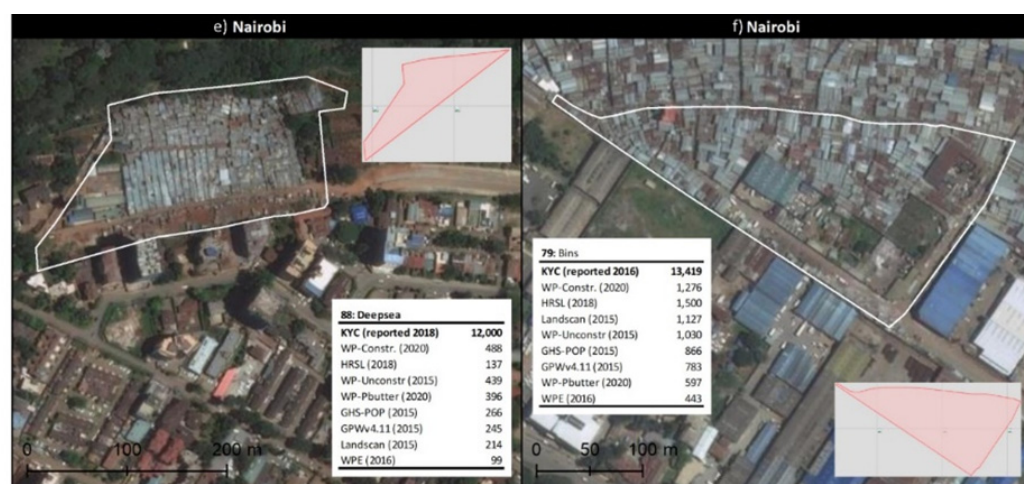 e) Nairobi
88: Deepsea
KYC (reported 2018) 12,000
WP-Constr. (2020) 488
HRSL (2018) 137
WP-Unconstr (2015) 439
WP-Pbutter (2020) 396
GHS-POP (2015) 266
GPWv4.11 (2015) 245
Landscan (2015) 214
WPE (2016) 99
0 100 200 m
f) Nairobi
79: Bins
KYC (reported 2016) 13,419
WP-Constr. (2020) 1,276
HRSL (2018) 1,500
Landscan (2015) 1,127
WP-Unconstr (2015) 1,030
GHS-POP (2015) 866
GPWv4.11 (2015) 783
WP-Pbutter (2020) 597
WPE (2016) 443
0 50 100 m